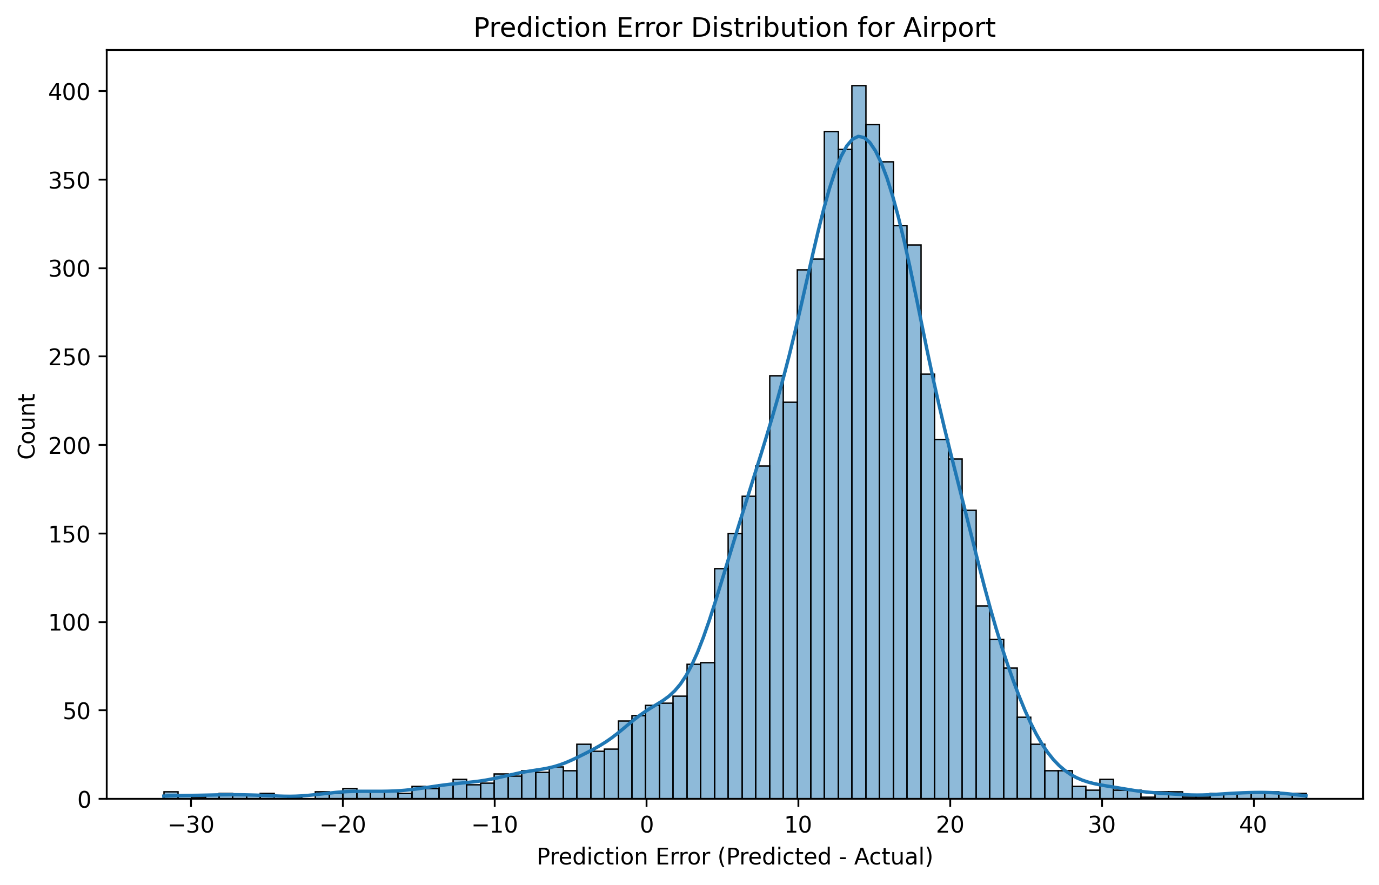 Prediction Error Distribution for Airport
400
350
300
250
200
150
100
50
0
Count
−30 −20 −10 0 10 20 30 40
Prediction Error (Predicted - Actual)